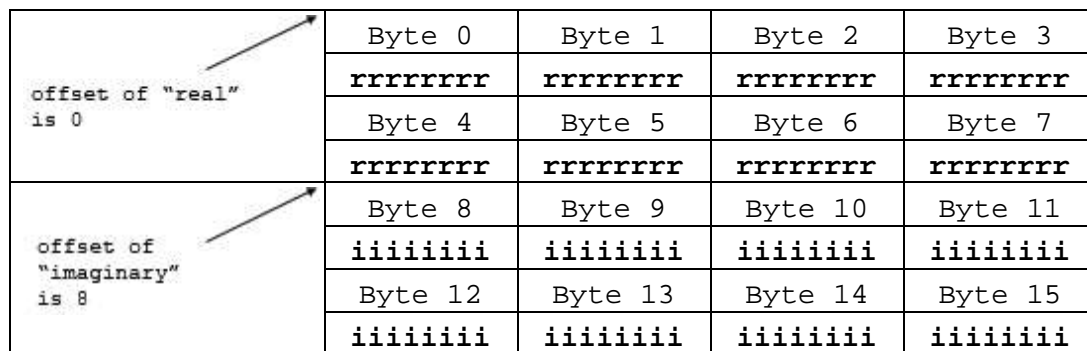 Byte 0 Byte 1 Byte 2 Byte 3
offset of “real”
is 0
rrrrrrrr rrrrrrrr rrrrrrrr rrrrrrrr
Byte 4 Byte 5 Byte 6 Byte 7
rrrrrrrr rrrrrrrr rrrrrrrr rrrrrrrr
offset of
“imaginary”
is 8
Byte 8 Byte 9 Byte 10 Byte 11
iiiiiiii iiiiiiii iiiiiiii iiiiiiii
Byte 12 Byte 13 Byte 14 Byte 15
iiiiiiii iiiiiiii iiiiiiii iiiiiiii